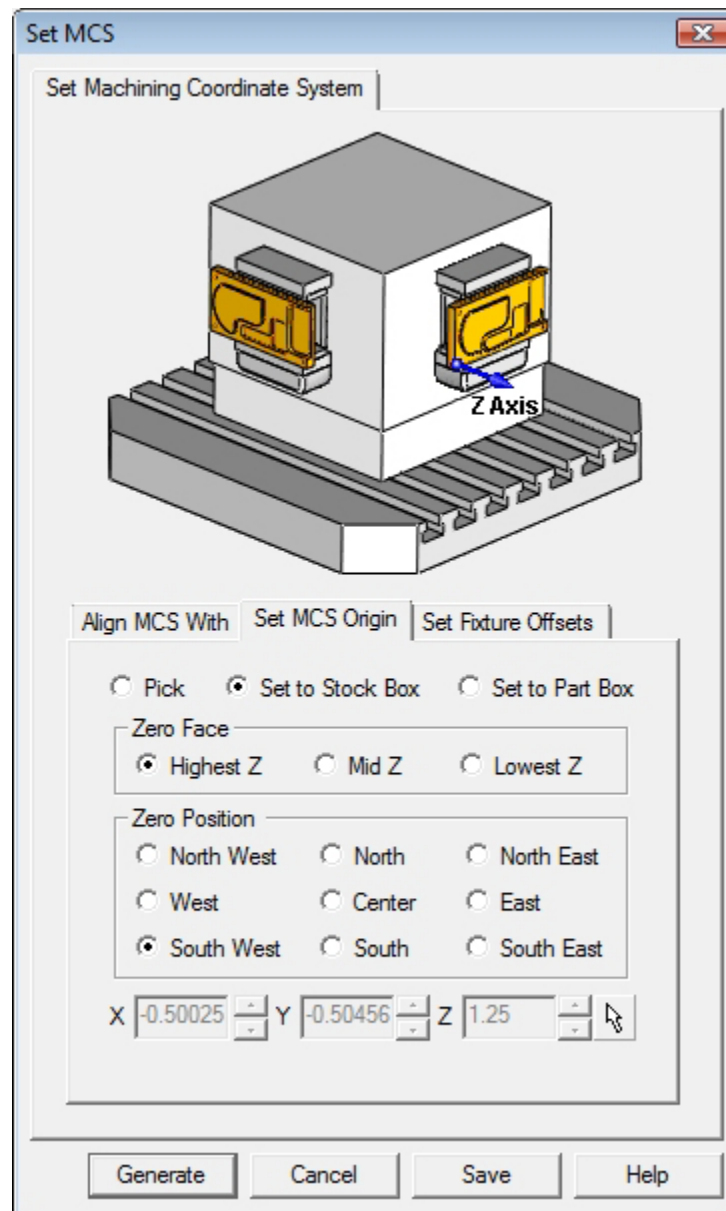 Set MCS
Set Machining Coordinate System
Z Axis
Align MCS With Set MCS Origin Set Fixture Offsets
Pick Set to Stock Box Set to Part Box
Zero Face
Highest Z Mid Z Lowest Z
Zero Position
North West North North East
West Center East
South West South South East
X -0.50025 Y -0.50456 Z 1.25
Generate Cancel Save Help